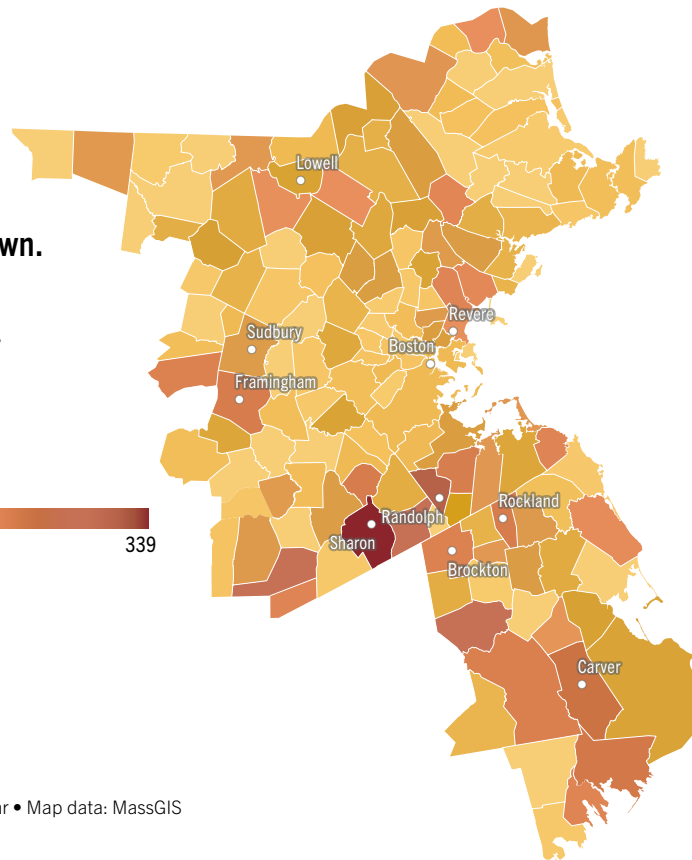 Lowell
wn.
Revere
Sudbury
Boston
Framingham
Rockland
Randolph
339
Sharon
Brockton
Carver
r • Map data: MassGIS